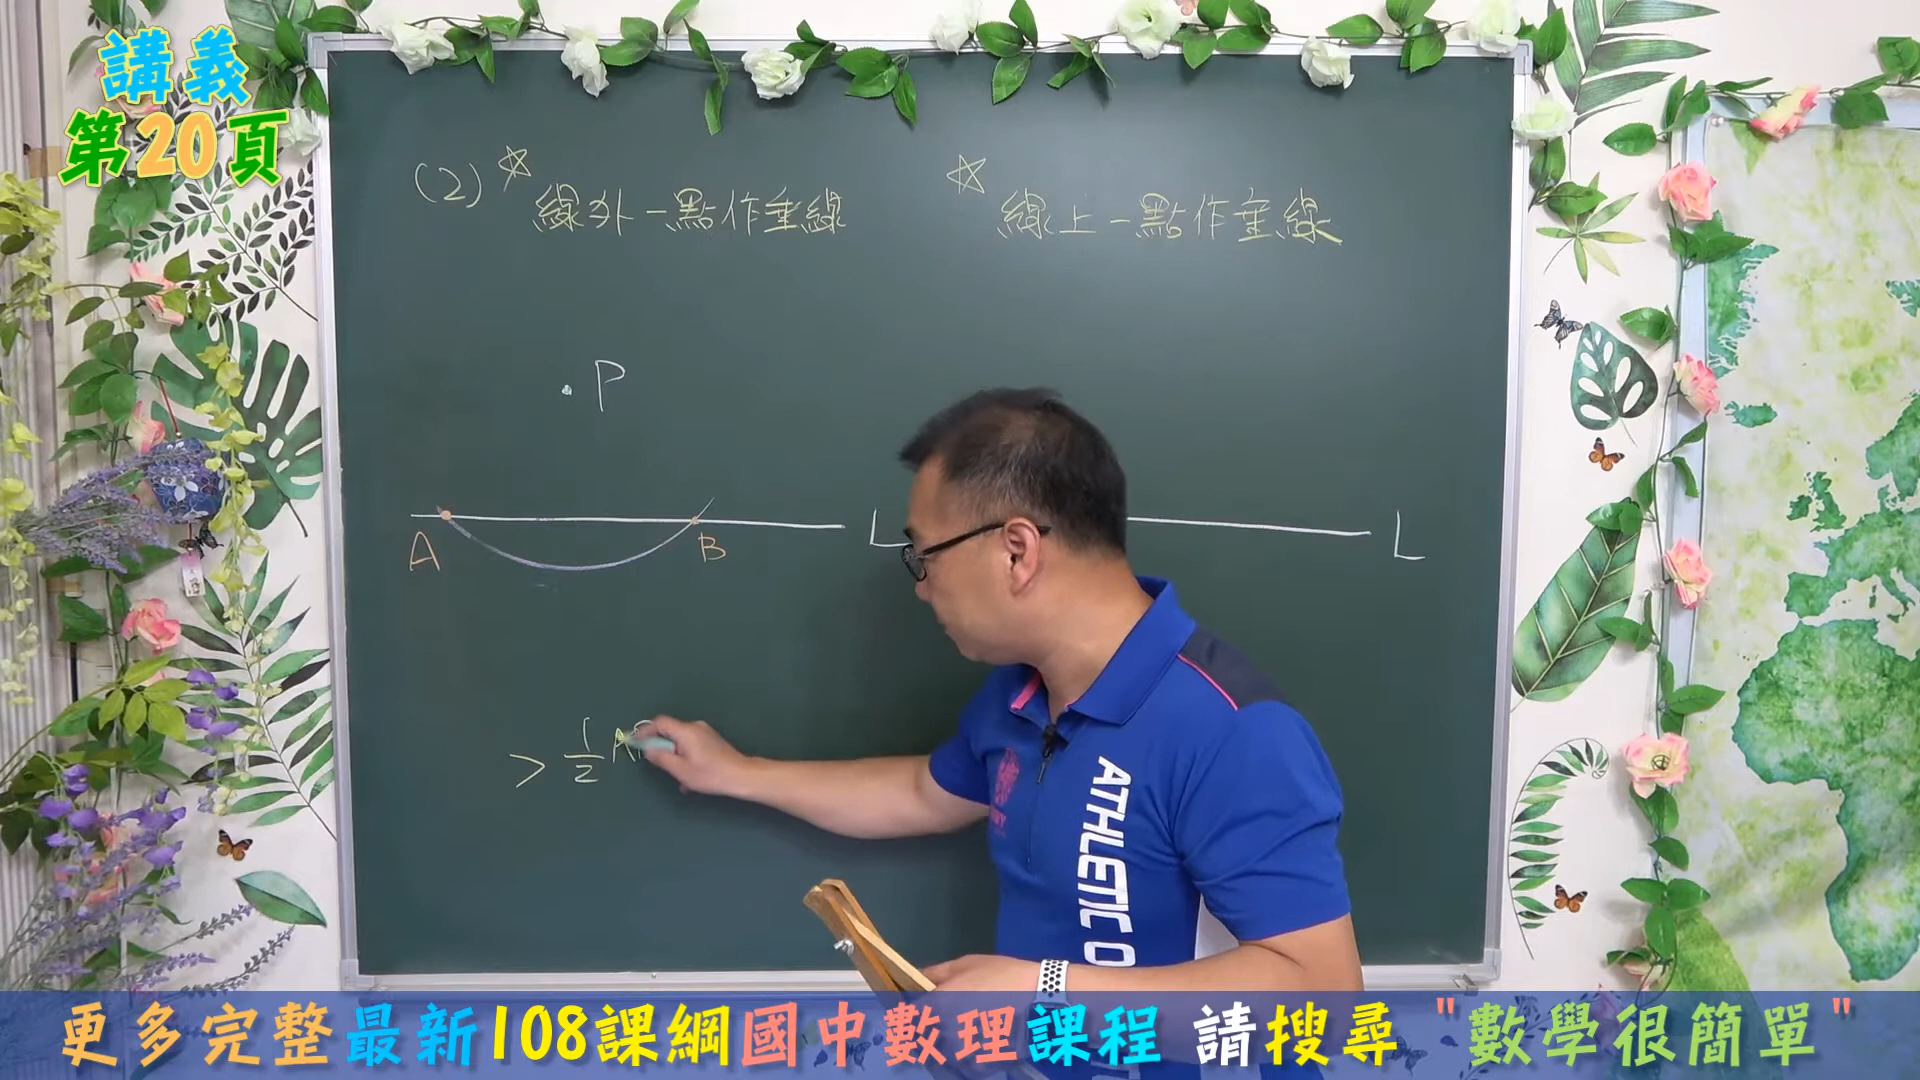 講義
第20頁
(2) ☆ 線外一點作垂線
☆ 線上一點作垂線
P
A
B
L
L
> 1/2 A
ATHLETIC
更多完整最新108課綱國中數理課程 請搜尋 "數學很簡單"